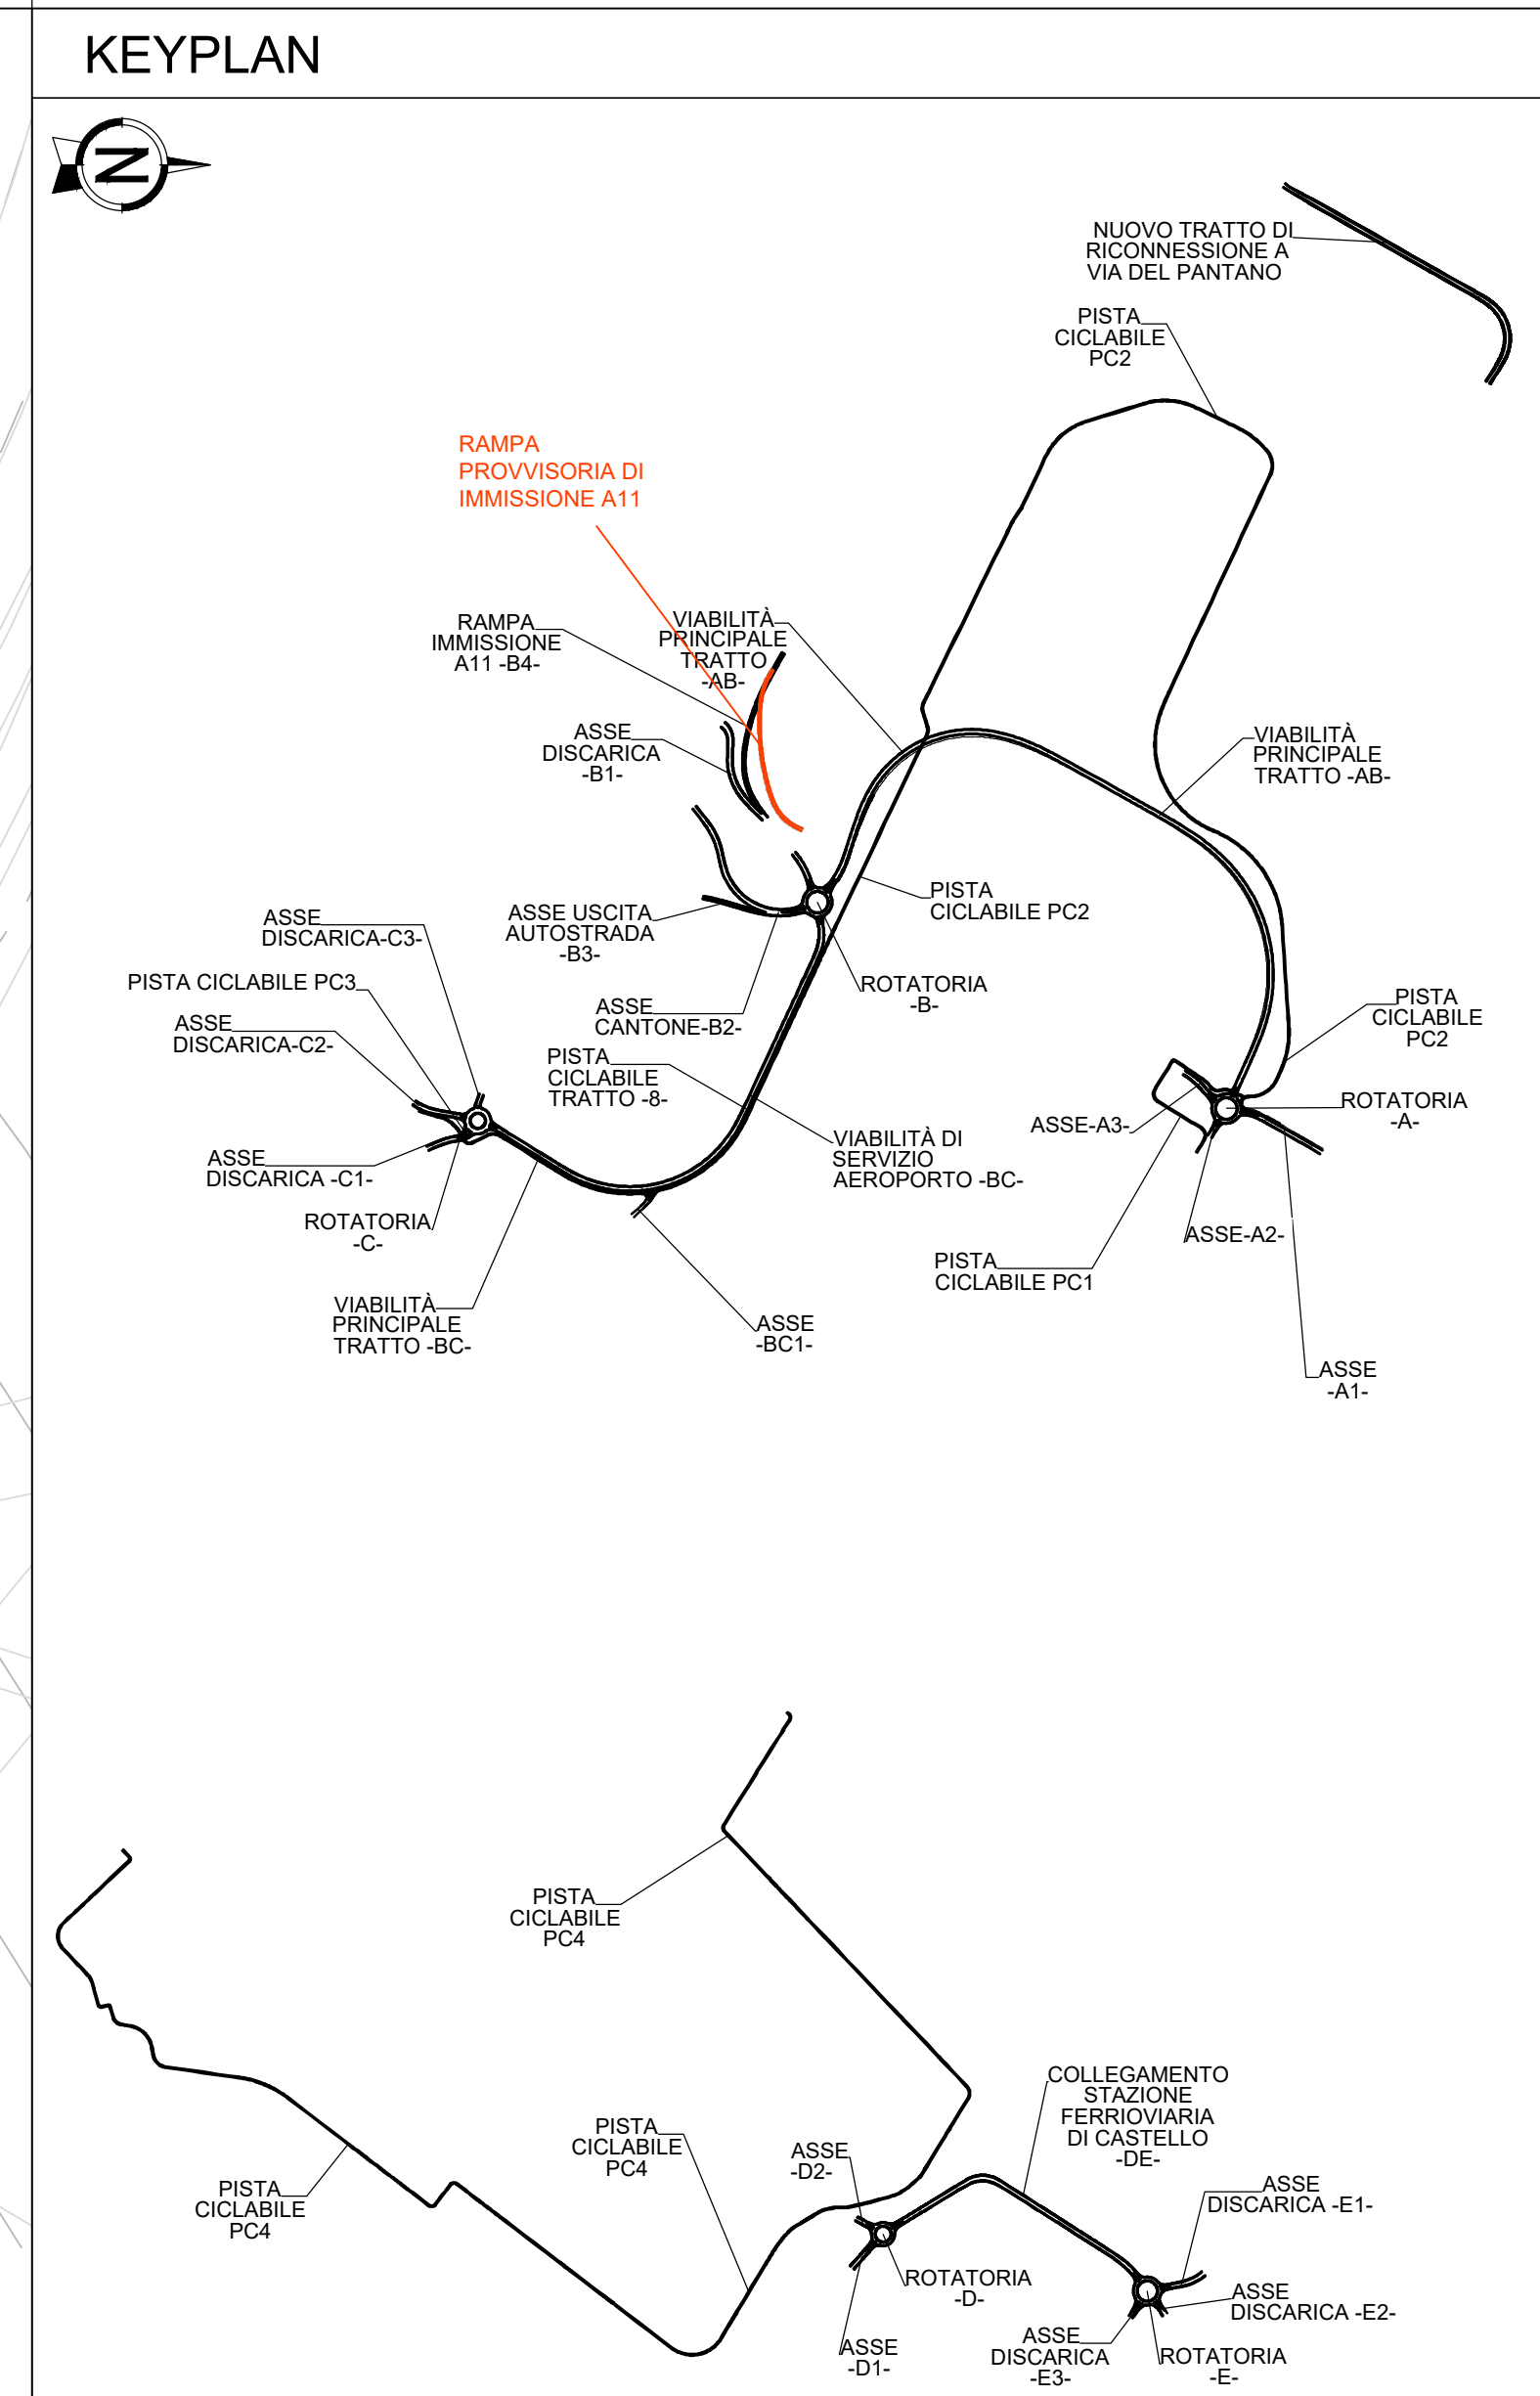 KEYPLAN
N
NUOVO TRATTO DI
RICONNESSIONE A
VIA DEL PANTANO
PISTA
CICLABILE
PC2
RAMPA
PROVVISORIA DI
IMMISSIONE A11
RAMPA
IMMISSIONE
A11 -B4-
VIABILITÀ
PRINCIPALE
TRATTO
-AB-
ASSE
DISCARICA
-B1-
VIABILITÀ
PRINCIPALE
TRATTO -AB-
PISTA
CICLABILE PC2
ASSE USCITA
AUTOSTRADA
-B3-
ASSE
DISCARICA-C3-
PISTA CICLABILE PC3
ROTATORIA
-B-
ASSE
CANTONE-B2-
PISTA
CICLABILE
PC2
ASSE
DISCARICA-C2-
PISTA
CICLABILE
TRATTO -8-
ROTATORIA
-A-
ASSE-A3-
VIABILITÀ DI
SERVIZIO
AEROPORTO -BC-
ASSE
DISCARICA -C1-
ROTATORIA
-C-
ASSE-A2-
PISTA
CICLABILE PC1
VIABILITÀ
PRINCIPALE
TRATTO -BC-
ASSE
-BC1-
ASSE
-A1-
PISTA
CICLABILE
PC4
COLLEGAMENTO
STAZIONE
FERRIOVIARIA
DI CASTELLO
-DE-
PISTA
CICLABILE
PC4
ASSE
-D2-
PISTA
CICLABILE
PC4
ASSE
DISCARICA -E1-
ROTATORIA
-D-
ASSE
DISCARICA -E2-
ASSE
-D1-
ASSE
DISCARICA
-E3-
ROTATORIA
-E-